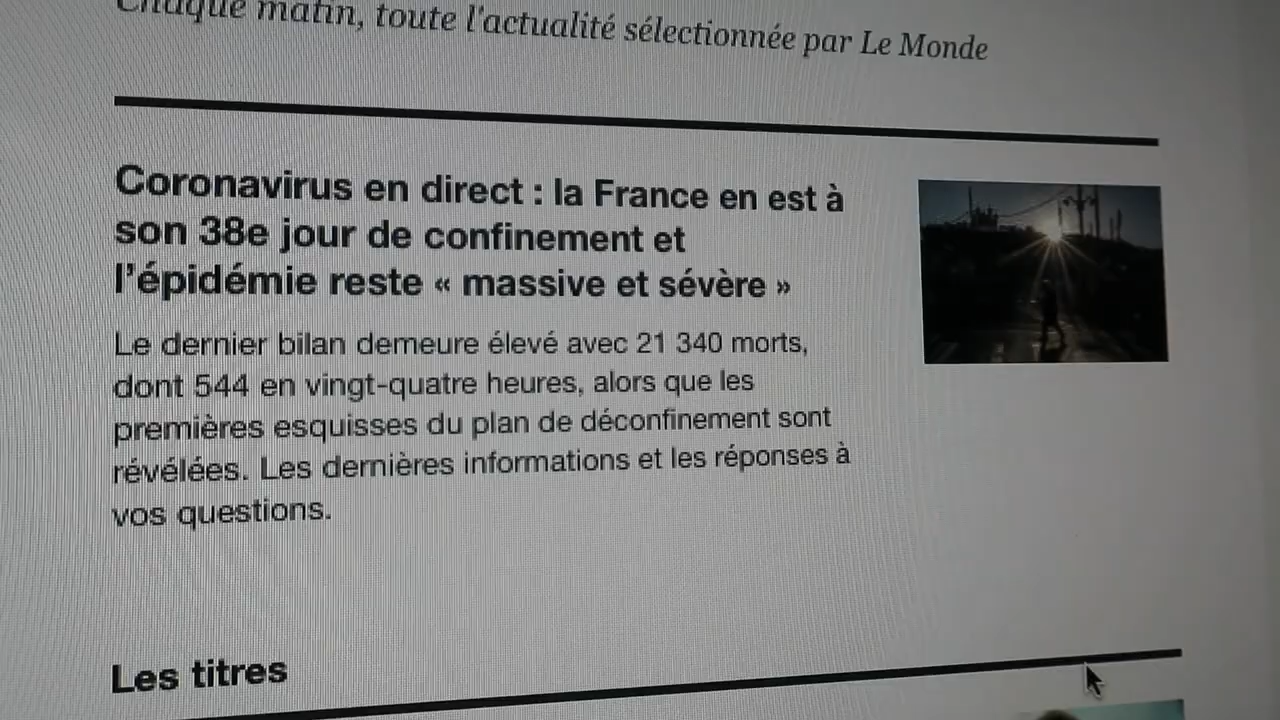 Chaque matin, toute l'actualité sélectionnée par Le Monde
Coronavirus en direct : la France en est à
son 38e jour de confinement et
l'épidémie reste « massive et sévère »
Le dernier bilan demeure élevé avec 21 340 morts,
dont 544 en vingt-quatre heures, alors que les
premières esquisses du plan de déconfinement sont
révélées. Les dernières informations et les réponses à
vos questions.
Les titres